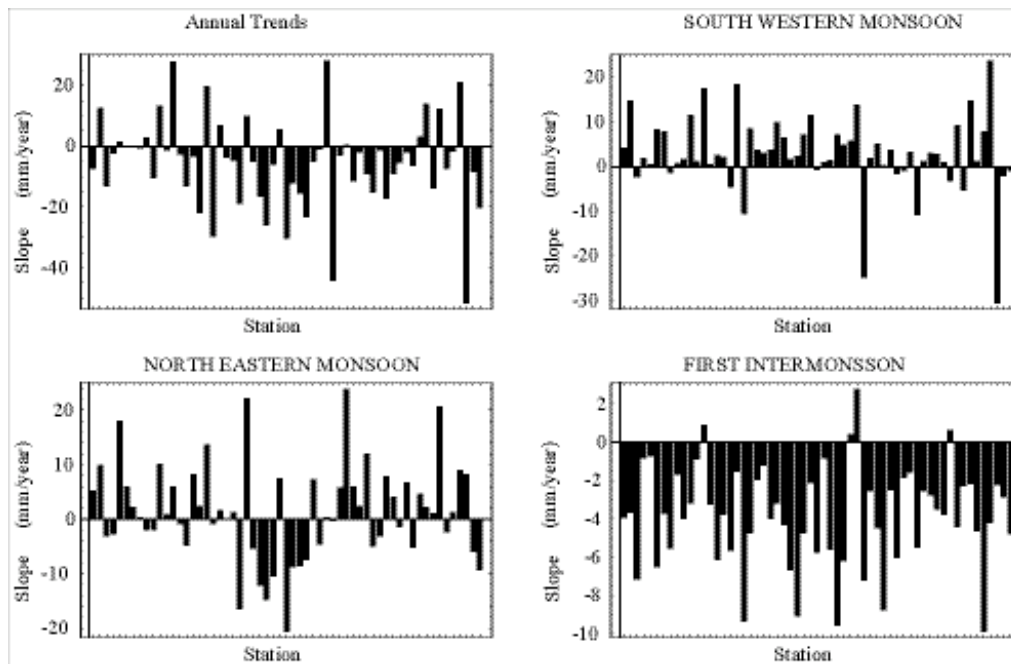 Annual Trends
SOUTH WESTERN MONSOON
Slope (mm/year)
20
0
-20
-40
Station
Slope (mm/year)
20
10
0
-10
-20
-30
Station
NORTH EASTERN MONSOON
FIRST INTERMONSSON
Slope (mm/year)
20
10
0
-10
-20
Station
Slope (mm/year)
2
0
-2
-4
-6
-8
-10
Station